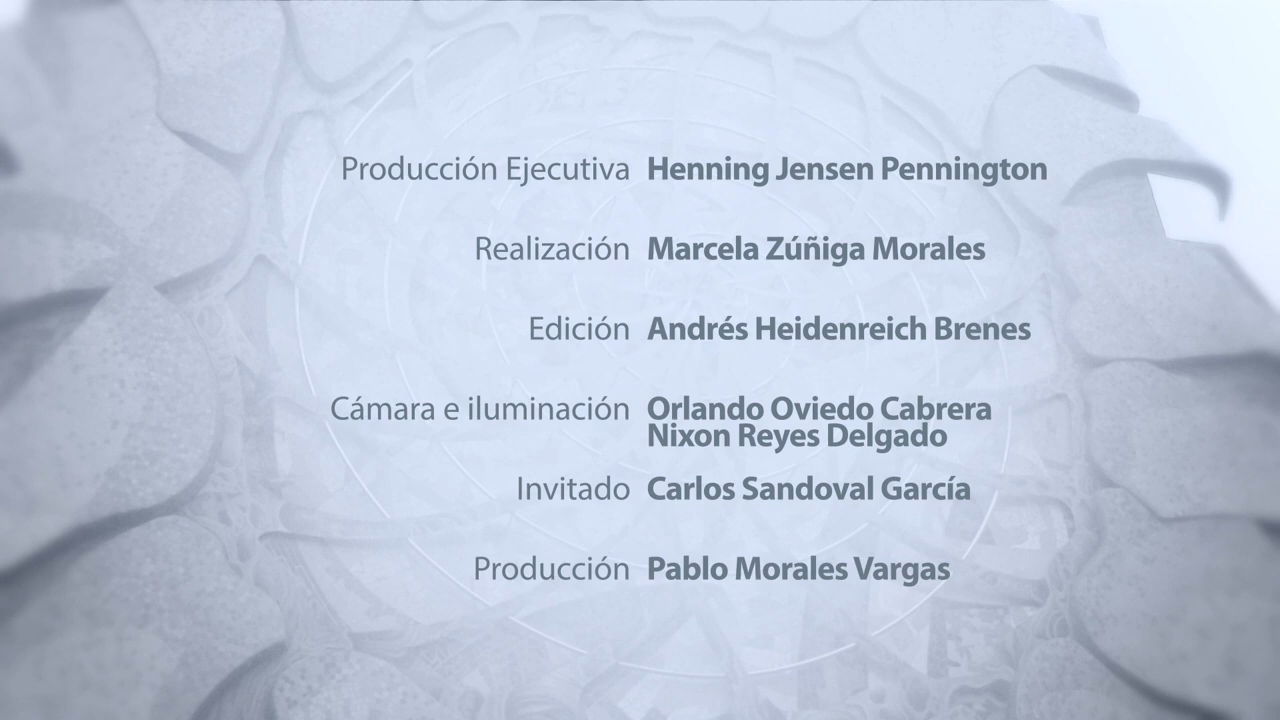 Producción Ejecutiva Henning Jensen Pennington
Realización Marcela Zúñiga Morales
Edición Andrés Heidenreich Brenes
Cámara e iluminación Orlando Oviedo Cabrera
Nixon Reyes Delgado
Invitado Carlos Sandoval García
Producción Pablo Morales Vargas